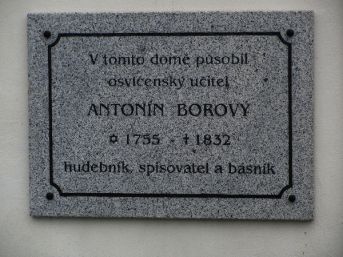 V tomto domě působil
osvícenský učitel
ANTONÍN BOROVÝ
¤ 1755 - † 1832
hudebník, spisovatel a básník